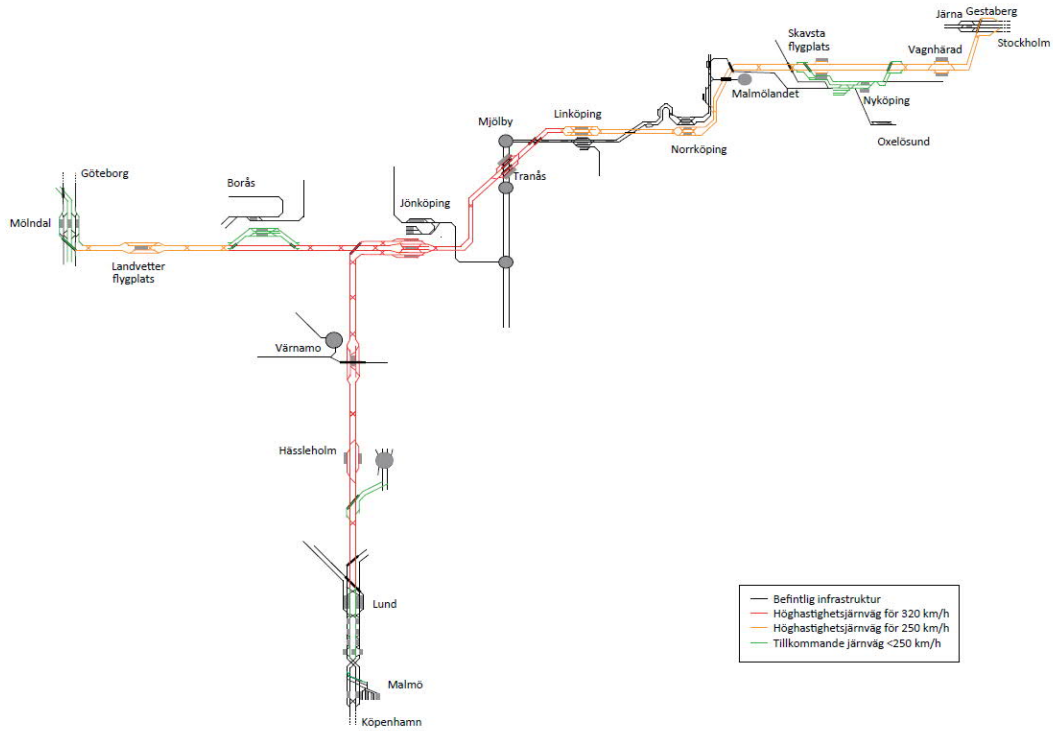 Järna
Gestaberg
Stockholm
Skavsta
flygplats
Vagnhärad
Malmölandet
Nyköping
Oxelösund
Linköping
Norrköping
Mjölby
Tranås
Göteborg
Borås
Jönköping
Mölndal
Landvetter
flygplats
Värnamo
Hässleholm
Lund
Malmö
Köpenhamn
Befintlig infrastruktur
Höghastighetsjärnväg för 320 km/h
Höghastighetsjärnväg för 250 km/h
Tillkommande järnväg <250 km/h